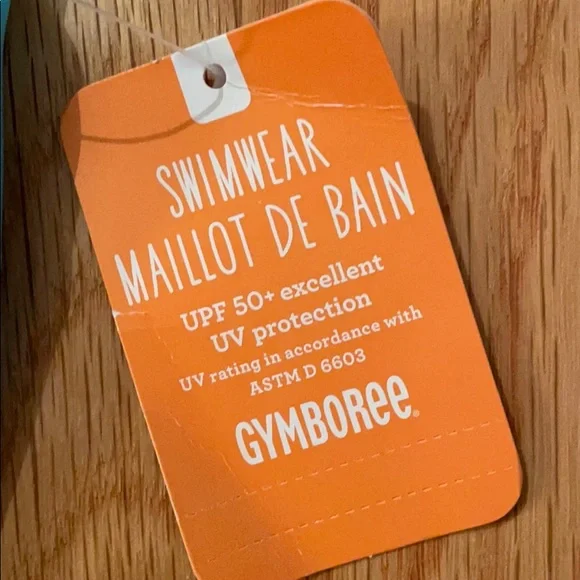 SWIMWEAR
MAILLOT DE BAIN
UPF 50+ excellent
UV protection
UV rating in accordance with
ASTM D 6603
GYMBOREE®